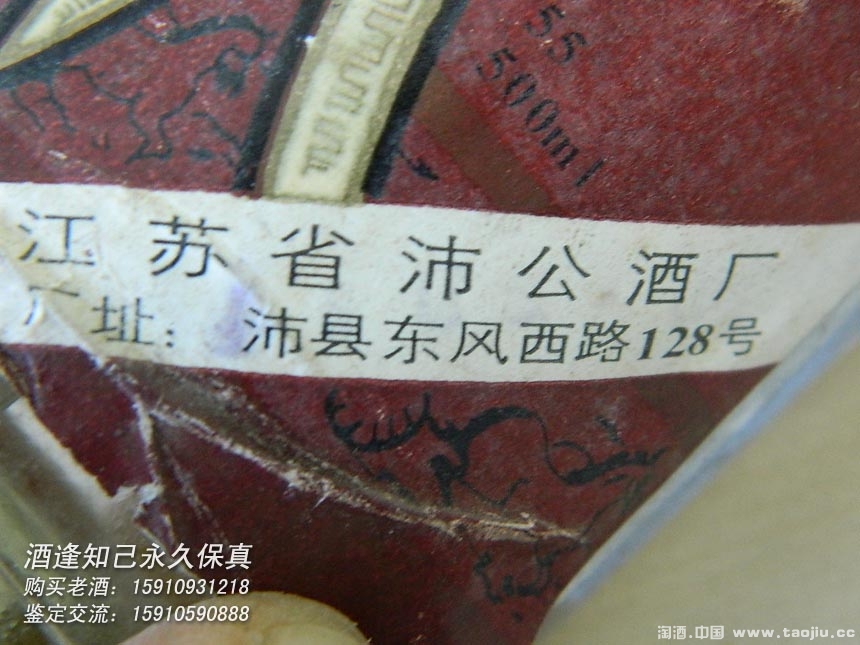 55
500ml
江苏省沛公酒厂
厂址: 沛县东风西路128号
酒逢知己永久保真
购买老酒: 15910931218
鉴定交流: 15910590888
淘酒.中国 www.taojiu.cc